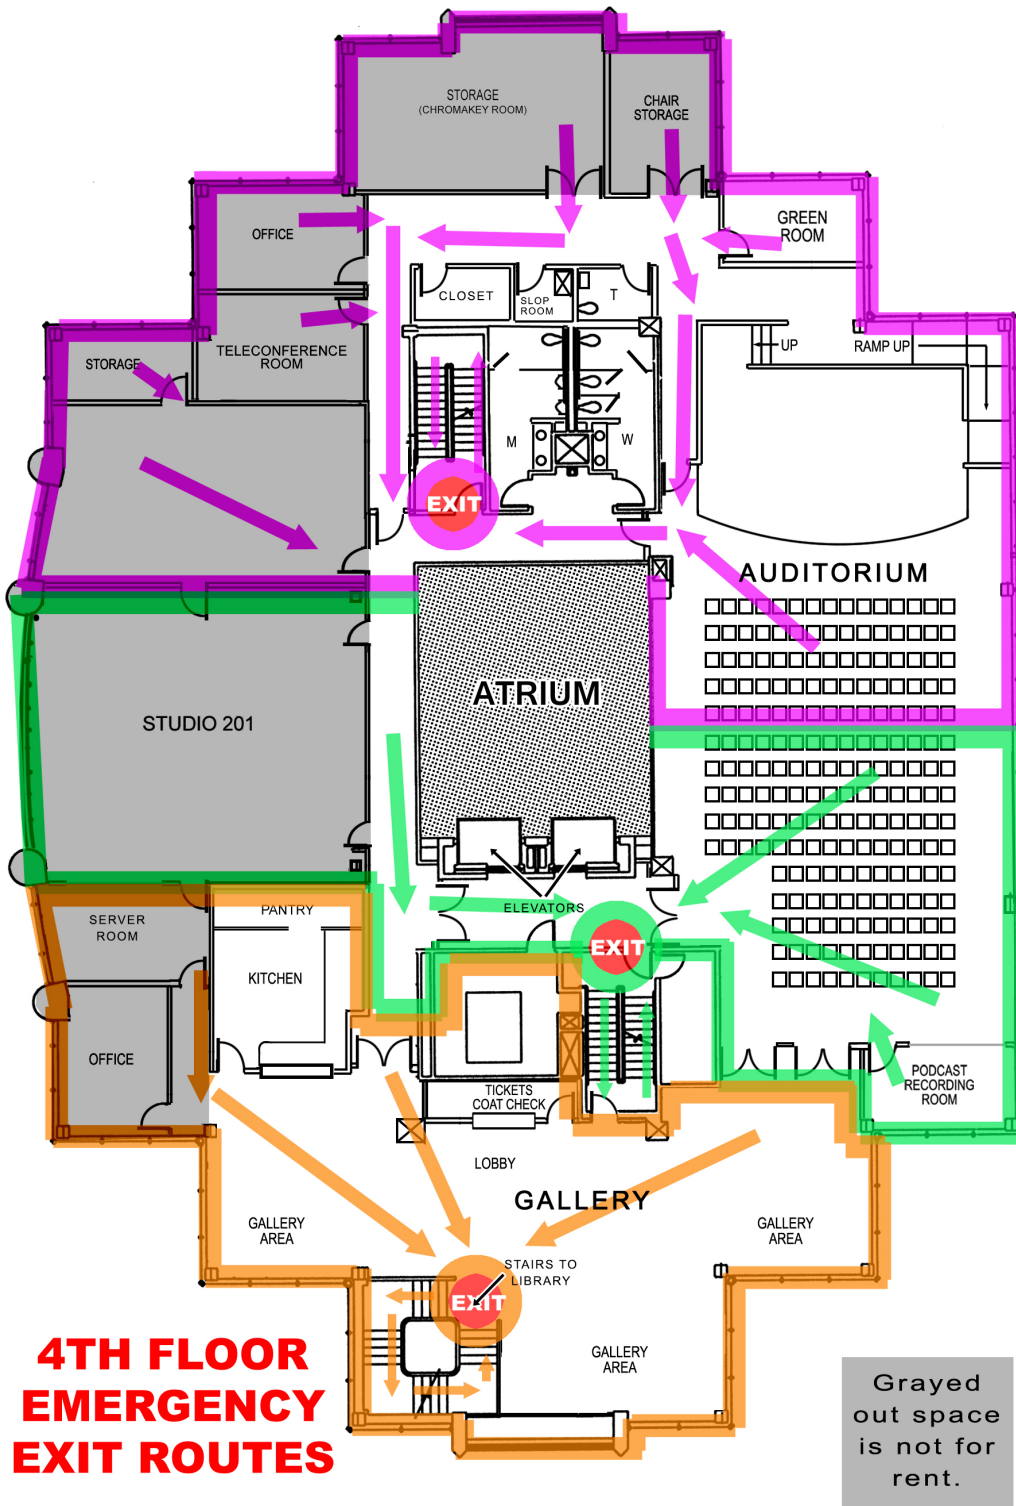 STORAGE
(CHROMAKEY ROOM)
CHAIR
STORAGE
OFFICE
GREEN
ROOM
CLOSET
SLOP
ROOM
T
STORAGE
TELECONFERENCE
ROOM
UP
RAMP UP
M
W
EXIT
AUDITORIUM
ATRIUM
STUDIO 201
ELEVATORS
SERVER
ROOM
PANTRY
EXIT
KITCHEN
OFFICE
PODCAST
RECORDING
ROOM
TICKETS
COAT CHECK
LOBBY
GALLERY
GALLERY
AREA
GALLERY
AREA
STAIRS TO
LIBRARY
EXIT
GALLERY
AREA
4TH FLOOR
EMERGENCY
EXIT ROUTES
Grayed
out space
is not for
rent.